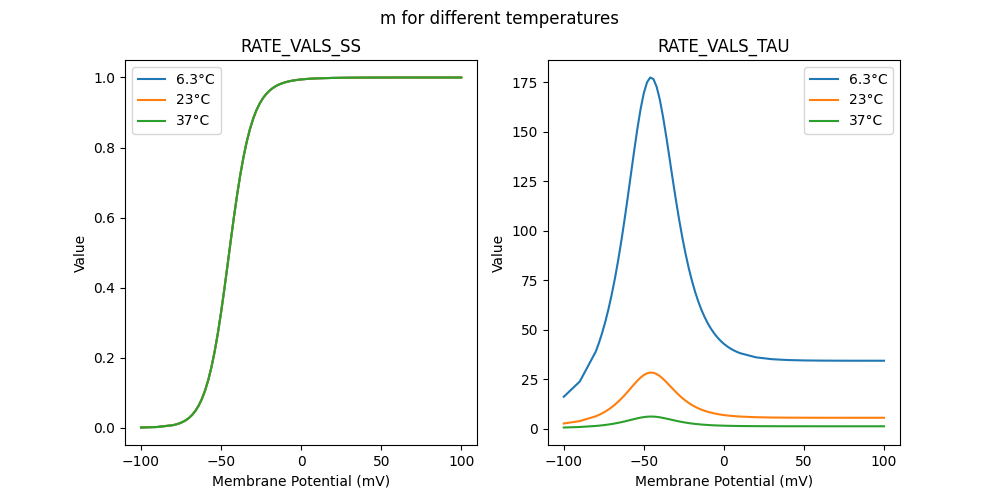 m for different temperatures
RATE_VALS_SS
6.3°C
23°C
37°C
1.0
0.8
0.6
0.4
0.2
0.0
Value
−100
−50
0
50
100
Membrane Potential (mV)
RATE_VALS_TAU
6.3°C
23°C
37°C
175
150
125
100
75
50
25
0
Value
−100
−50
0
50
100
Membrane Potential (mV)